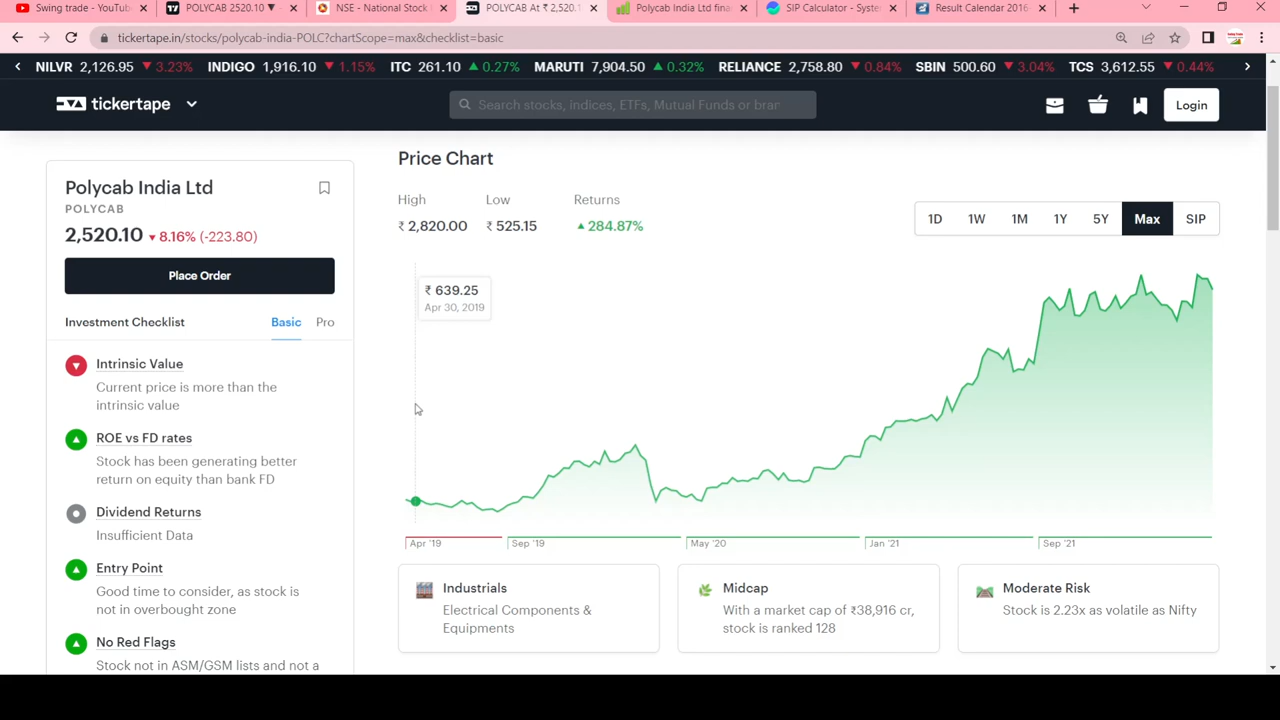 Swing trade - YouTube
POLYCAB 2520.10 ▼
NSE - National Stock
POLYCAB At ₹ 2,520.1
Polycab India Ltd finan
SIP Calculator - System
Result Calendar 2016-
tickertape.in/stocks/polycab-india-POLC?chartScope=max&checklist=basic
NILVR 2,126.95 ▼ 3.23% INDIGO 1,916.10 ▼ 1.15% ITC 261.10 ▲ 0.27% MARUTI 7,904.50 ▲ 0.32% RELIANCE 2,758.80 ▼ 0.84% SBIN 500.60 ▼ 3.04% TCS 3,612.55 ▼ 0.44%
tickertape
Search stocks, indices, ETFs, Mutual Funds or bran
Login
Polycab India Ltd
POLYCAB
2,520.10 ▼ 8.16% (-223.80)
Place Order
Investment Checklist Basic Pro
Intrinsic Value
Current price is more than the
intrinsic value
ROE vs FD rates
Stock has been generating better
return on equity than bank FD
Dividend Returns
Insufficient Data
Entry Point
Good time to consider, as stock is
not in overbought zone
No Red Flags
Stock not in ASM/GSM lists and not a
Price Chart
High Low Returns
₹ 2,820.00 ₹ 525.15 ▲ 284.87%
1D 1W 1M 1Y 5Y Max SIP
₹ 639.25
Apr 30, 2019
Apr '19 Sep '19 May '20 Jan '21 Sep '21
Industrials
Electrical Components &
Equipments
Midcap
With a market cap of ₹38,916 cr,
stock is ranked 128
Moderate Risk
Stock is 2.23x as volatile as Nifty